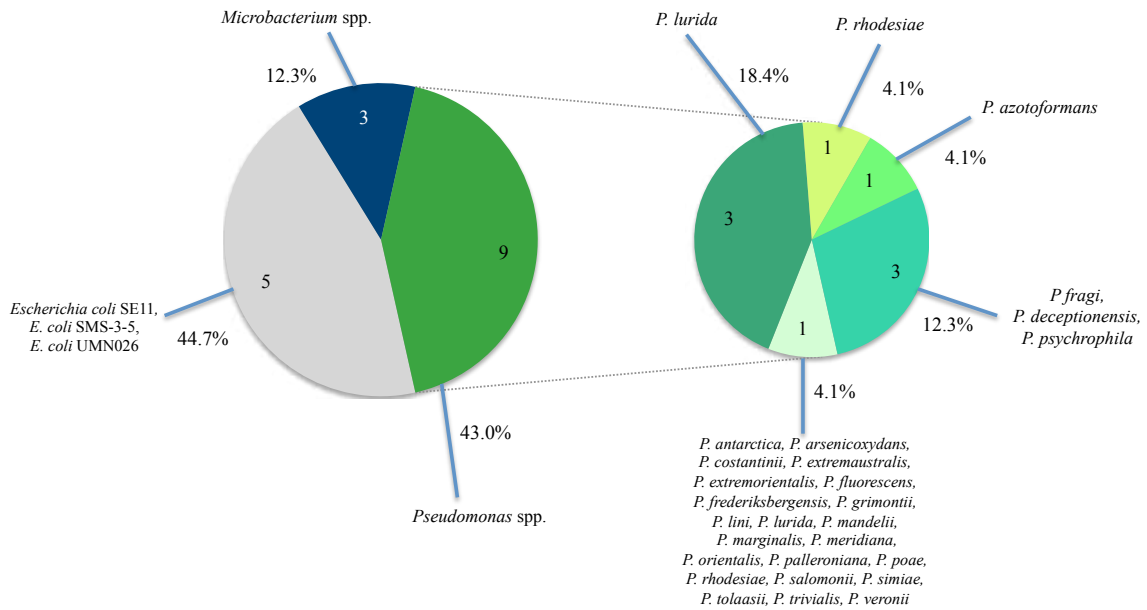 Microbacterium spp.
12.3%
3
9
5
Escherichia coli SE11,
E. coli SMS-3-5,
E. coli UMN026
44.7%
43.0%
Pseudomonas spp.
P. lurida
18.4%
P. rhodesiae
4.1%
P. azotoformans
4.1%
1
1
3
3
1
P fragi,
P. deceptionensis,
P. psychrophila
12.3%
4.1%
P. antarctica, P. arsenicoxydans,
P. costantinii, P. extremaustralis,
P. extremorientalis, P. fluorescens,
P. frederiksbergensis, P. grimontii,
P. lini, P. lurida, P. mandelii,
P. marginalis, P. meridiana,
P. orientalis, P. palleroniana, P. poae,
P. rhodesiae, P. salomonii, P. simiae,
P. tolaasii, P. trivialis, P. veronii